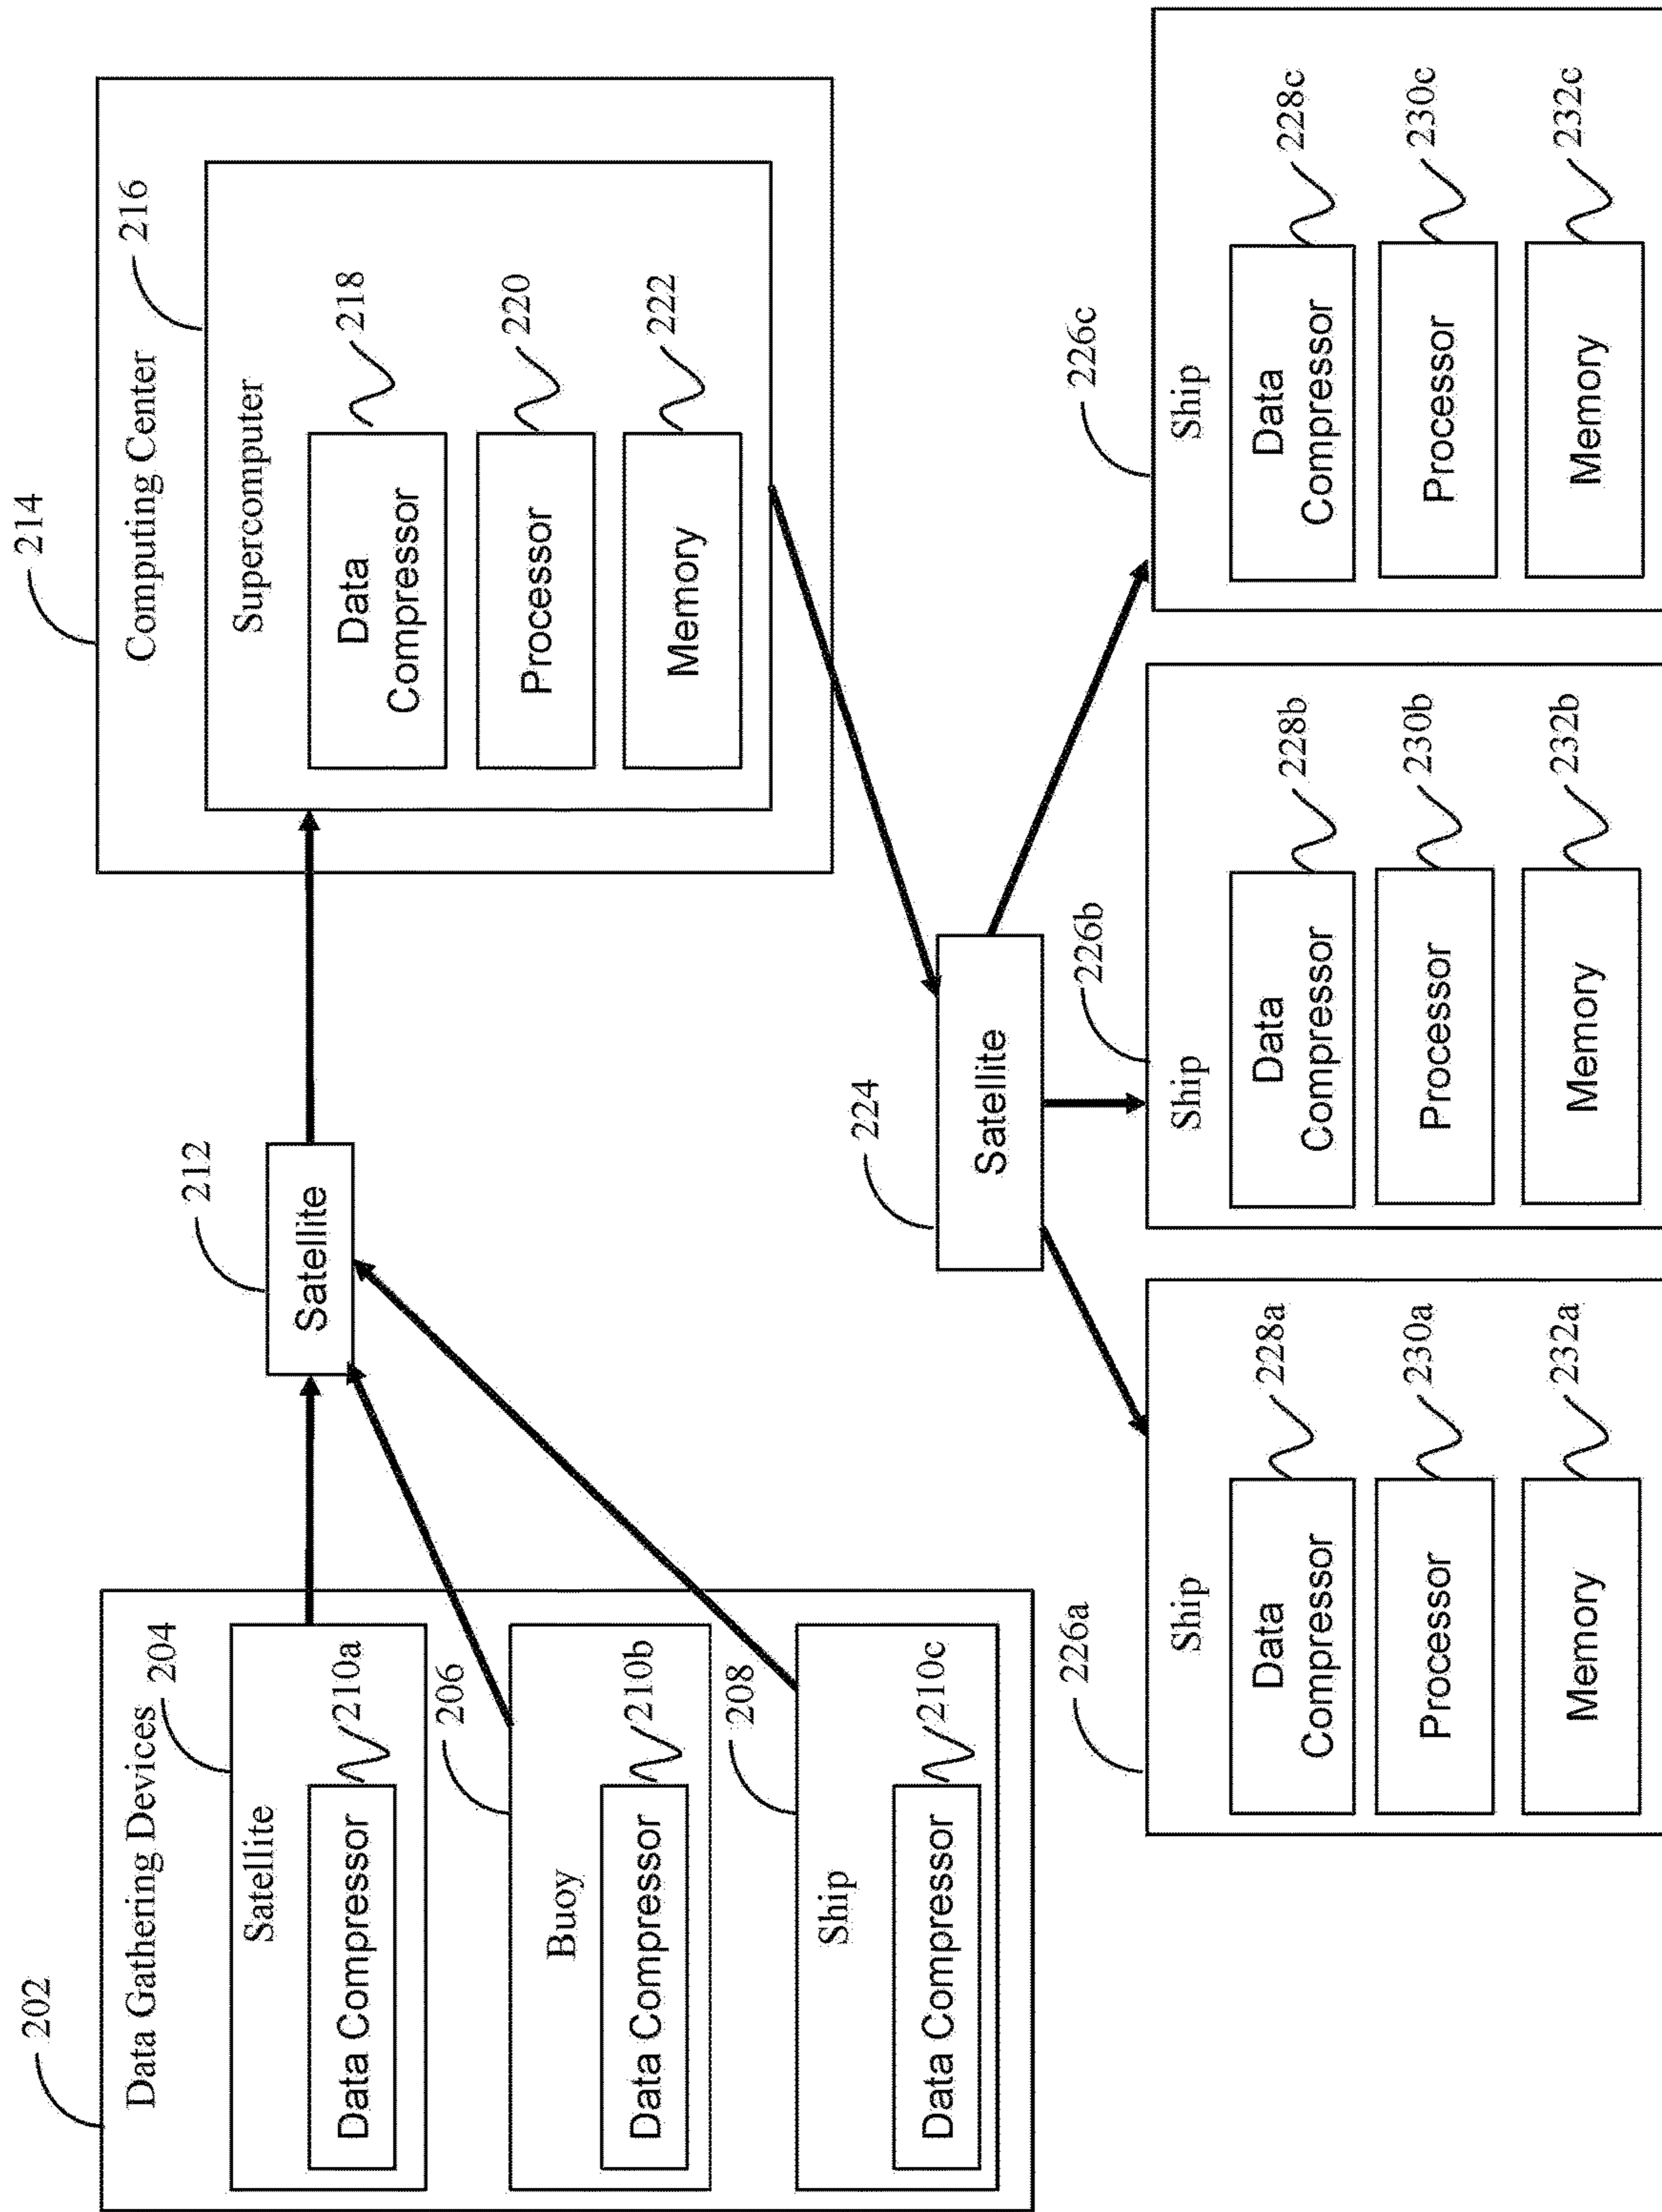 202
Data Gathering Devices
204
Satellite
Data Compressor
210a
206
Buoy
Data Compressor
210b
208
Ship
Data Compressor
210c
212
Satellite
214
Computing Center
216
Supercomputer
Data
Compressor
218
Processor
220
Memory
222
224
Satellite
226a
Ship
Data
Compressor
228a
Processor
230a
Memory
232a
226b
Ship
Data
Compressor
228b
Processor
230b
Memory
232b
226c
Ship
Data
Compressor
228c
Processor
230c
Memory
232c